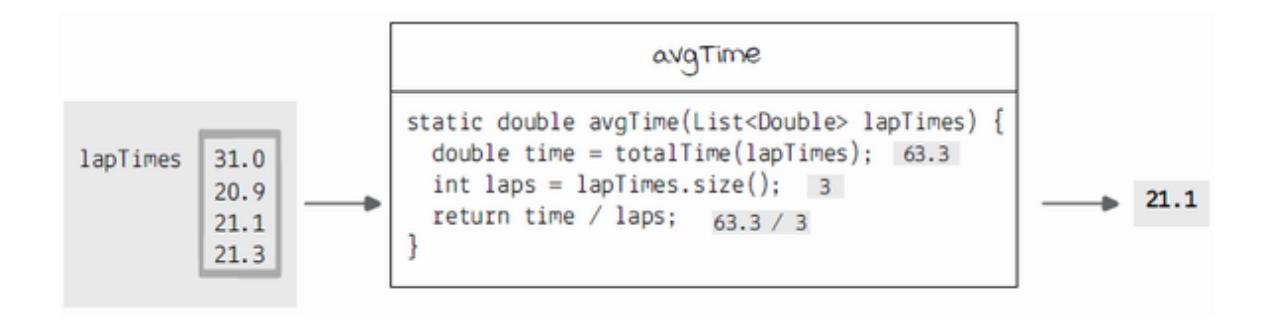 avgTime
lapTimes
31.0
20.9
21.1
21.3
static double avgTime(List<Double> lapTimes) {
double time = totalTime(lapTimes); 63.3
int laps = lapTimes.size(); 3
return time / laps; 63.3 / 3
}
21.1